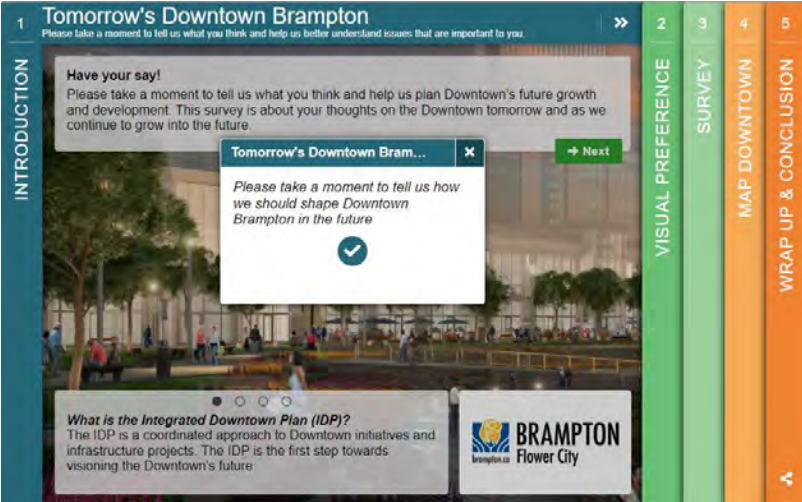 1
Tomorrow's Downtown Brampton
Please take a moment to tell us what you think and help us better understand issues that are important to you.
INTRODUCTION
Have your say!
Please take a moment to tell us what you think and help us plan Downtown's future growth
and development. This survey is about your thoughts on the Downtown tomorrow and as we
continue to grow into the future.
Next
Tomorrow's Downtown Bram...
Please take a moment to tell us how
we should shape Downtown
Brampton in the future
What is the Integrated Downtown Plan (IDP)?
The IDP is a coordinated approach to Downtown initiatives and
infrastructure projects. The IDP is the first step towards
visioning the Downtown's future
BRAMPTON
brampton.ca Flower City
2
VISUAL PREFERENCE
3
SURVEY
4
MAP DOWNTOWN
5
WRAP UP & CONCLUSION